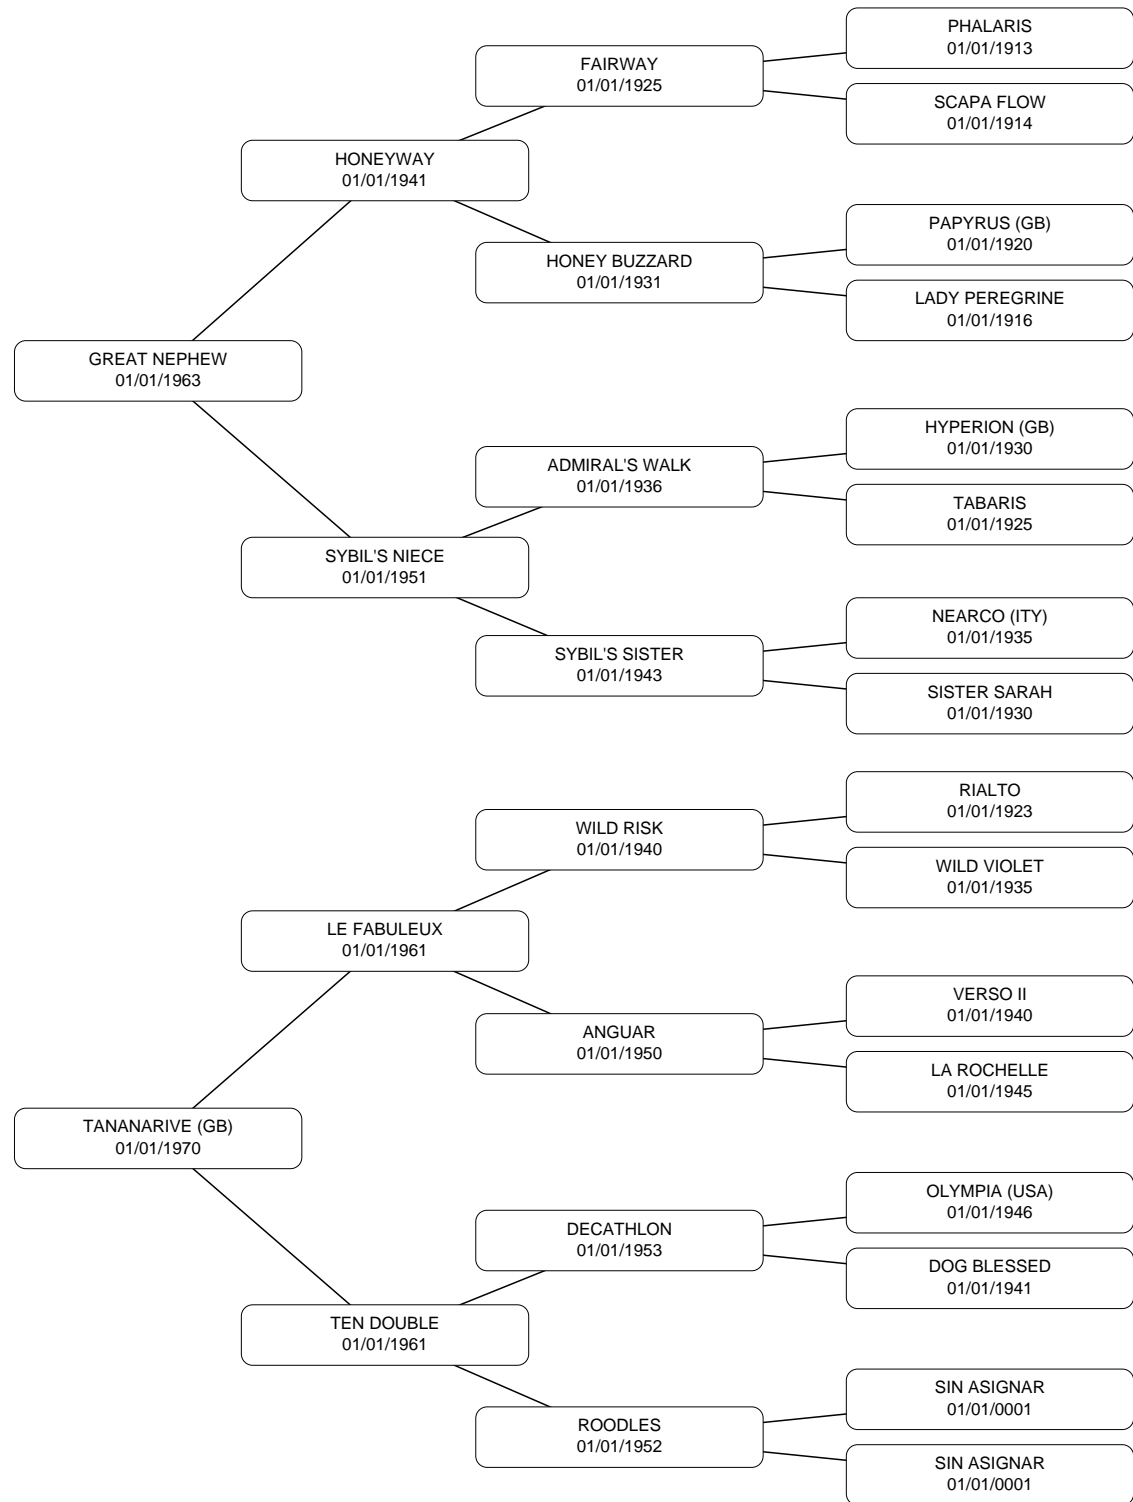 PHALARIS
01/01/1913
FAIRWAY
01/01/1925
SCAPA FLOW
01/01/1914
HONEYWAY
01/01/1941
PAPYRUS (GB)
01/01/1920
HONEY BUZZARD
01/01/1931
LADY PEREGRINE
01/01/1916
GREAT NEPHEW
01/01/1963
HYPERION (GB)
01/01/1930
ADMIRAL'S WALK
01/01/1936
TABARIS
01/01/1925
SYBIL'S NIECE
01/01/1951
NEARCO (ITY)
01/01/1935
SYBIL'S SISTER
01/01/1943
SISTER SARAH
01/01/1930
RIALTO
01/01/1923
WILD RISK
01/01/1940
WILD VIOLET
01/01/1935
LE FABULEUX
01/01/1961
VERSO II
01/01/1940
ANGUAR
01/01/1950
LA ROCHELLE
01/01/1945
TANANARIVE (GB)
01/01/1970
OLYMPIA (USA)
01/01/1946
DECATHLON
01/01/1953
DOG BLESSED
01/01/1941
TEN DOUBLE
01/01/1961
SIN ASIGNAR
01/01/0001
ROODLES
01/01/1952
SIN ASIGNAR
01/01/0001